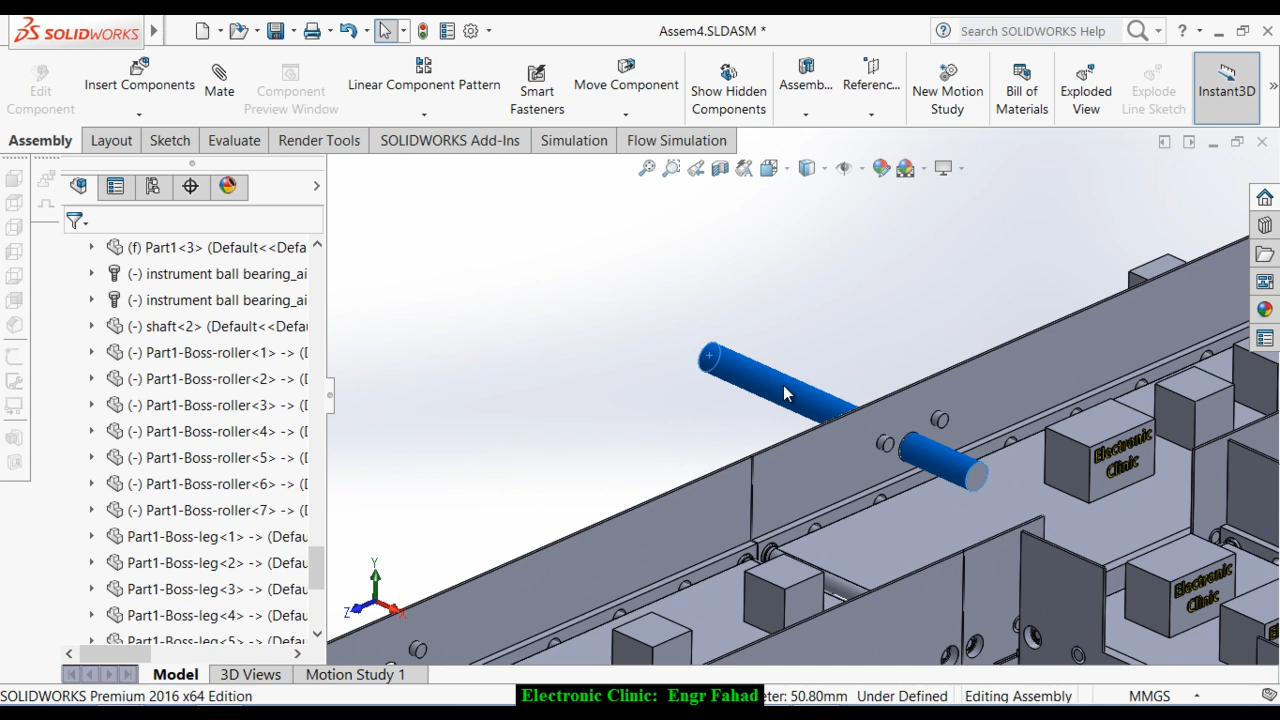 SOLIDWORKS
Assem4.SLDASM *
Search SOLIDWORKS Help
Edit Component
Insert Components
Mate
Component Preview Window
Linear Component Pattern
Smart Fasteners
Move Component
Show Hidden Components
Assemb...
Referenc...
New Motion Study
Bill of Materials
Exploded View
Explode Line Sketch
Instant3D
Assembly
Layout
Sketch
Evaluate
Render Tools
SOLIDWORKS Add-Ins
Simulation
Flow Simulation
(f) Part1<3> (Default<<Defa
(-) instrument ball bearing_ai
(-) instrument ball bearing_ai
(-) shaft<2> (Default<<Defau
(-) Part1-Boss-roller<1> -> (D
(-) Part1-Boss-roller<2> -> (D
(-) Part1-Boss-roller<3> -> (D
(-) Part1-Boss-roller<4> -> (D
(-) Part1-Boss-roller<5> -> (D
(-) Part1-Boss-roller<6> -> (D
(-) Part1-Boss-roller<7> -> (D
Part1-Boss-leg<1> -> (Defau
Part1-Boss-leg<2> -> (Defau
Part1-Boss-leg<3> -> (Defau
Part1-Boss-leg<4> -> (Defau
Part1-Boss-leg<5> -> (Defau
Electronic
Clinic
Electronic
Clinic
Y
Z
X
Model
3D Views
Motion Study 1
SOLIDWORKS Premium 2016 x64 Edition
Electronic Clinic: Engr Fahad
eter: 50.80mm
Under Defined
Editing Assembly
MMGS